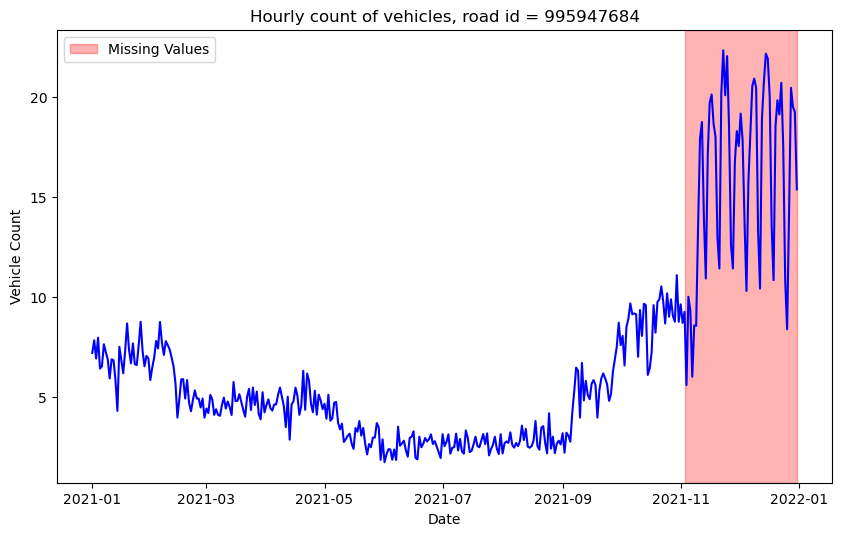 Hourly count of vehicles, road id = 995947684
Missing Values
20
15
10
5
Vehicle Count
2021-01 2021-03 2021-05 2021-07 2021-09 2021-11 2022-01
Date